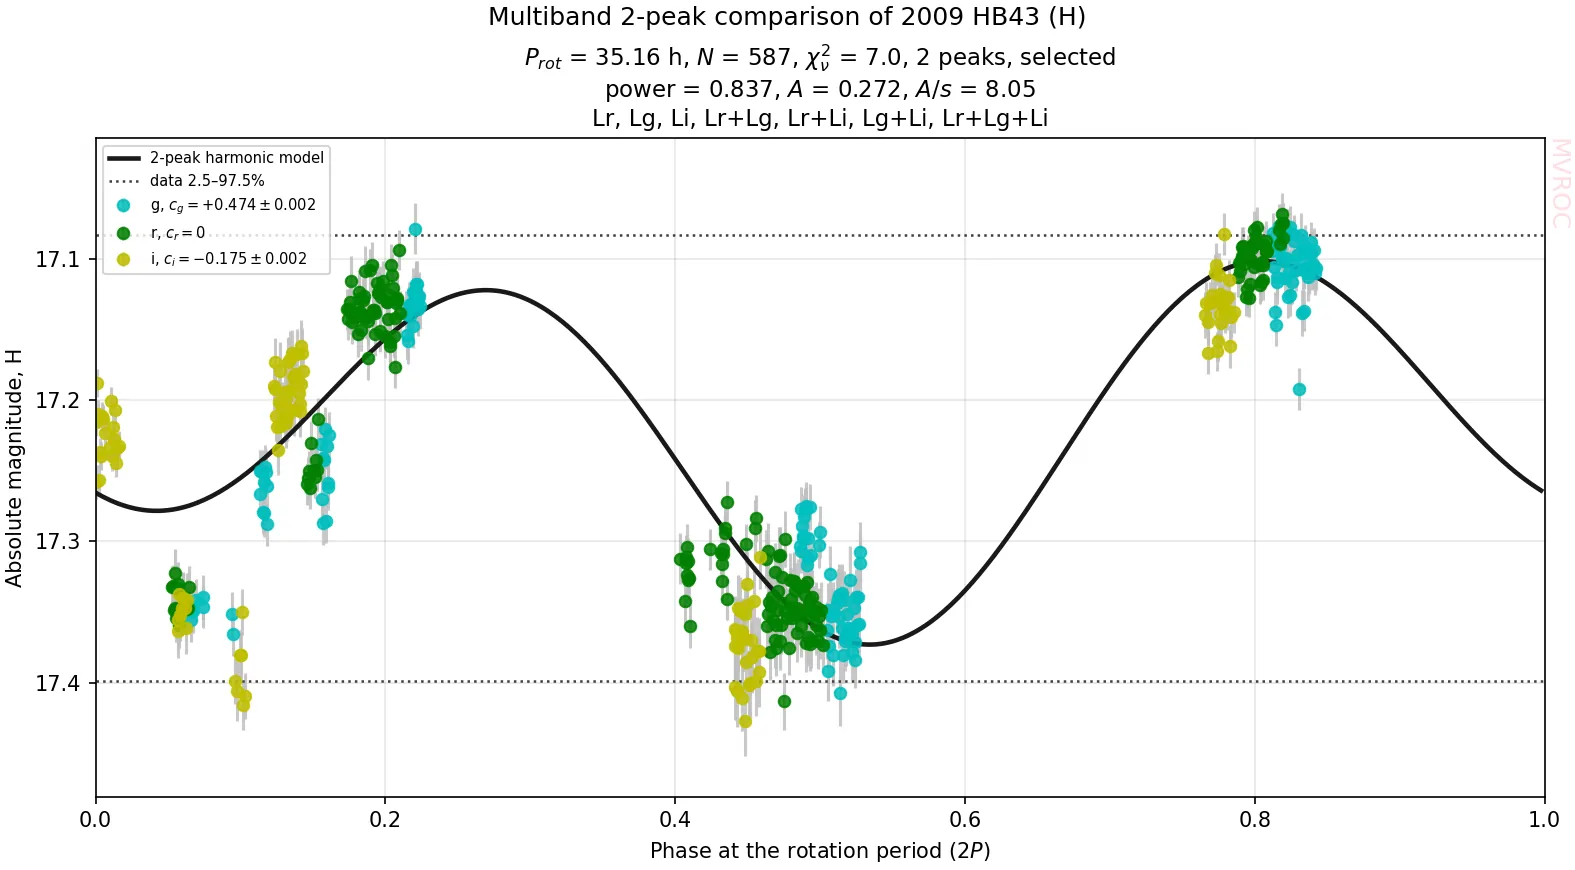 Multiband 2-peak comparison of 2009 HB43 (H)
P_rot = 35.16 h, N = 587, χ²_ν = 7.0, 2 peaks, selected
power = 0.837, A = 0.272, A/s = 8.05
Lr, Lg, Li, Lr+Lg, Lr+Li, Lg+Li, Lr+Lg+Li
MVROC
2-peak harmonic model
data 2.5–97.5%
g, c_g = +0.474 ± 0.002
r, c_r = 0
i, c_i = −0.175 ± 0.002
Absolute magnitude, H
17.1
17.2
17.3
17.4
0.0 0.2 0.4 0.6 0.8 1.0
Phase at the rotation period (2P)